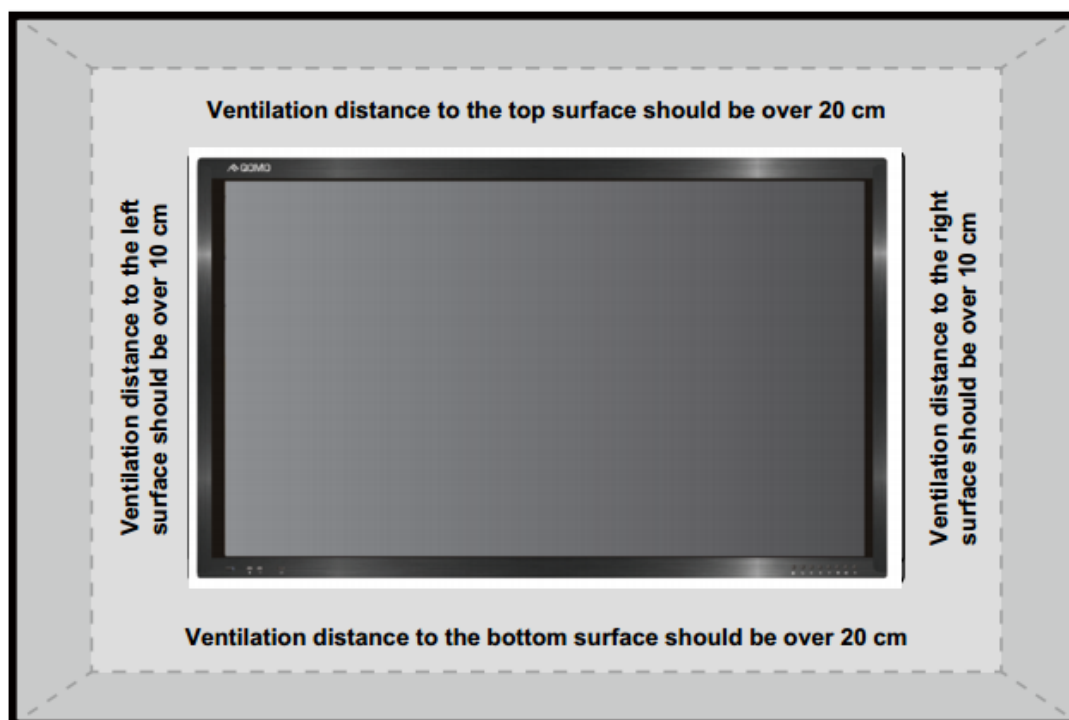 Ventilation distance to the top surface should be over 20 cm
QOMO
Ventilation distance to the left
surface should be over 10 cm
Ventilation distance to the right
surface should be over 10 cm
Ventilation distance to the bottom surface should be over 20 cm